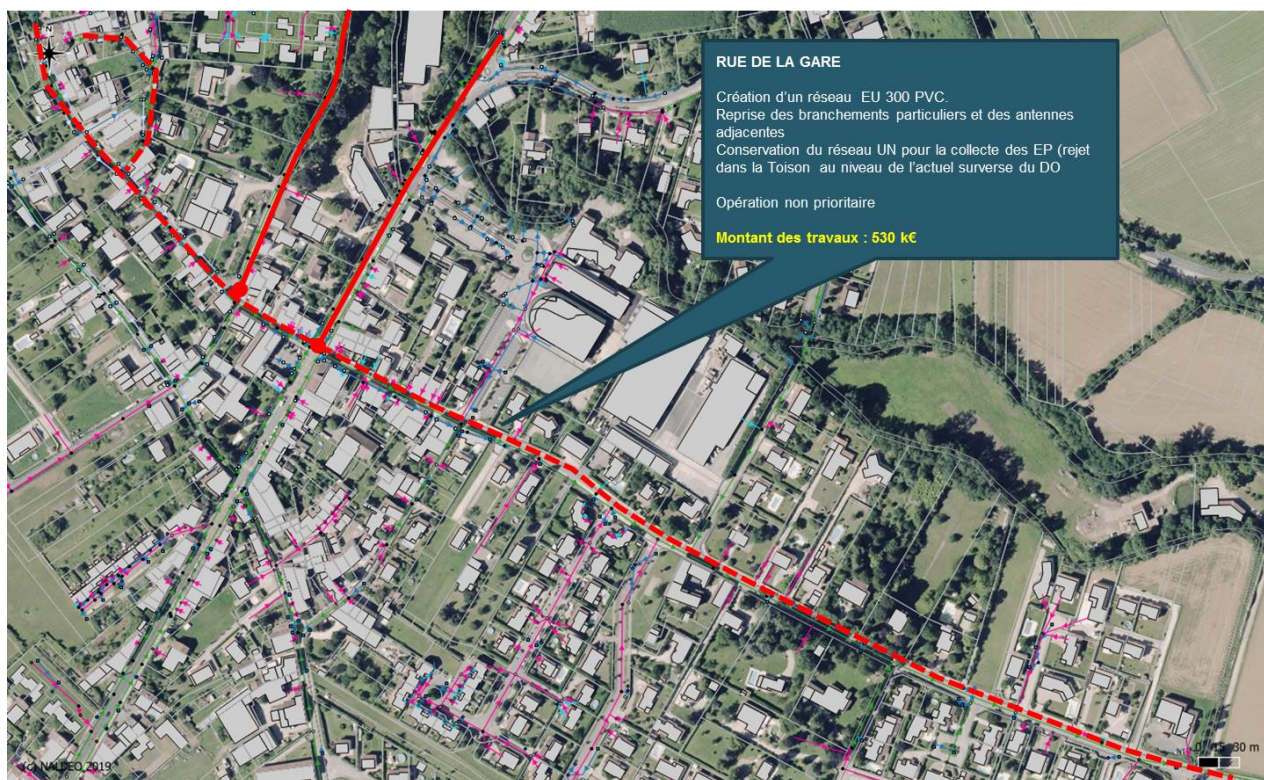 N
RUE DE LA GARE
Création d'un réseau EU 300 PVC.
Reprise des branchements particuliers et des antennes
adjacentes
Conservation du réseau UN pour la collecte des EP (rejet
dans la Toison au niveau de l'actuel surverse du DO
Opération non prioritaire
Montant des travaux : 530 k€
0 15 30 m
(c) NALDEO 2019